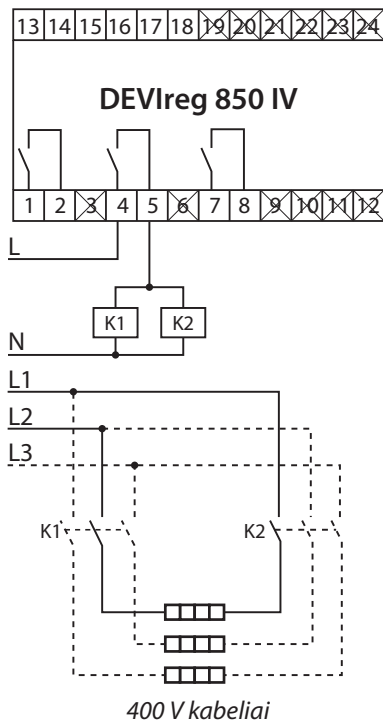 13 14 15 16 17 18 19 20 21 22 23 24
DEVIreg 850 IV
1 2 3 4 5 6 7 8 9 10 11 12
L
K1 K2
N
L1
L2
L3
K1 K2
400 V kabeliai